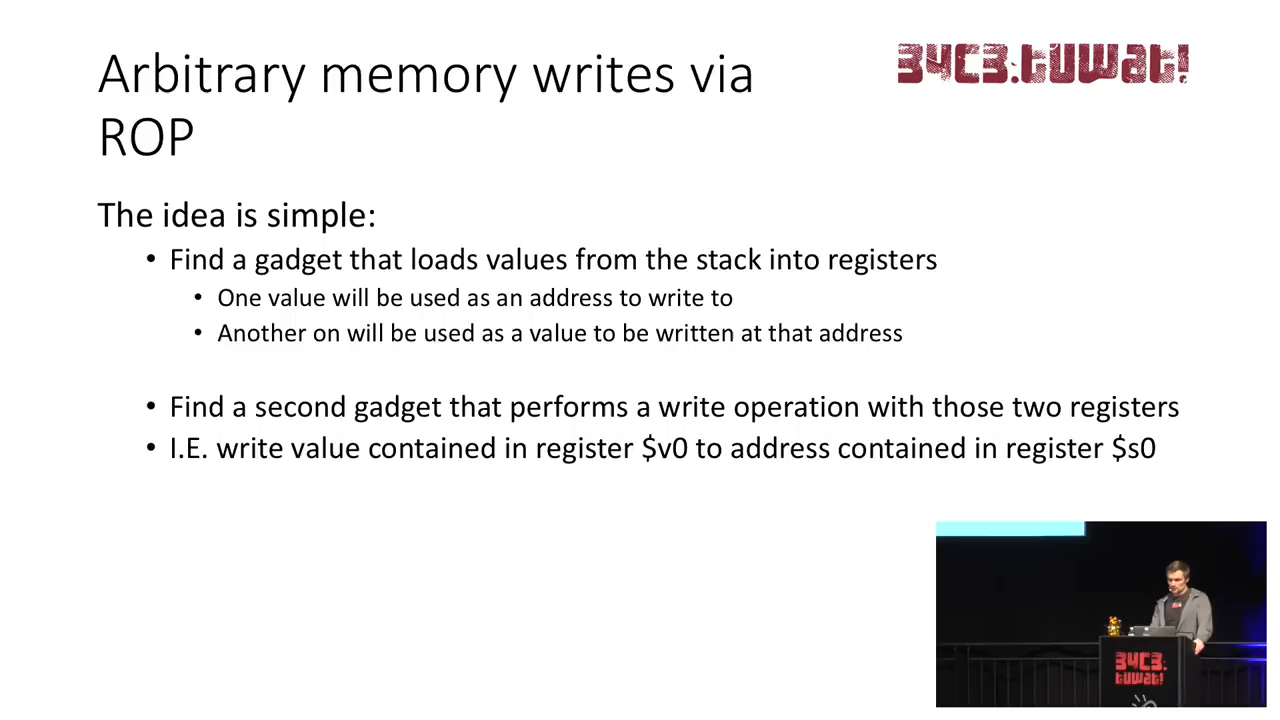 Arbitrary memory writes via
ROP
34C3.tuwat!
The idea is simple:
• Find a gadget that loads values from the stack into registers
• One value will be used as an address to write to
• Another on will be used as a value to be written at that address
• Find a second gadget that performs a write operation with those two registers
• I.E. write value contained in register $v0 to address contained in register $s0
34C3.
tuwat!